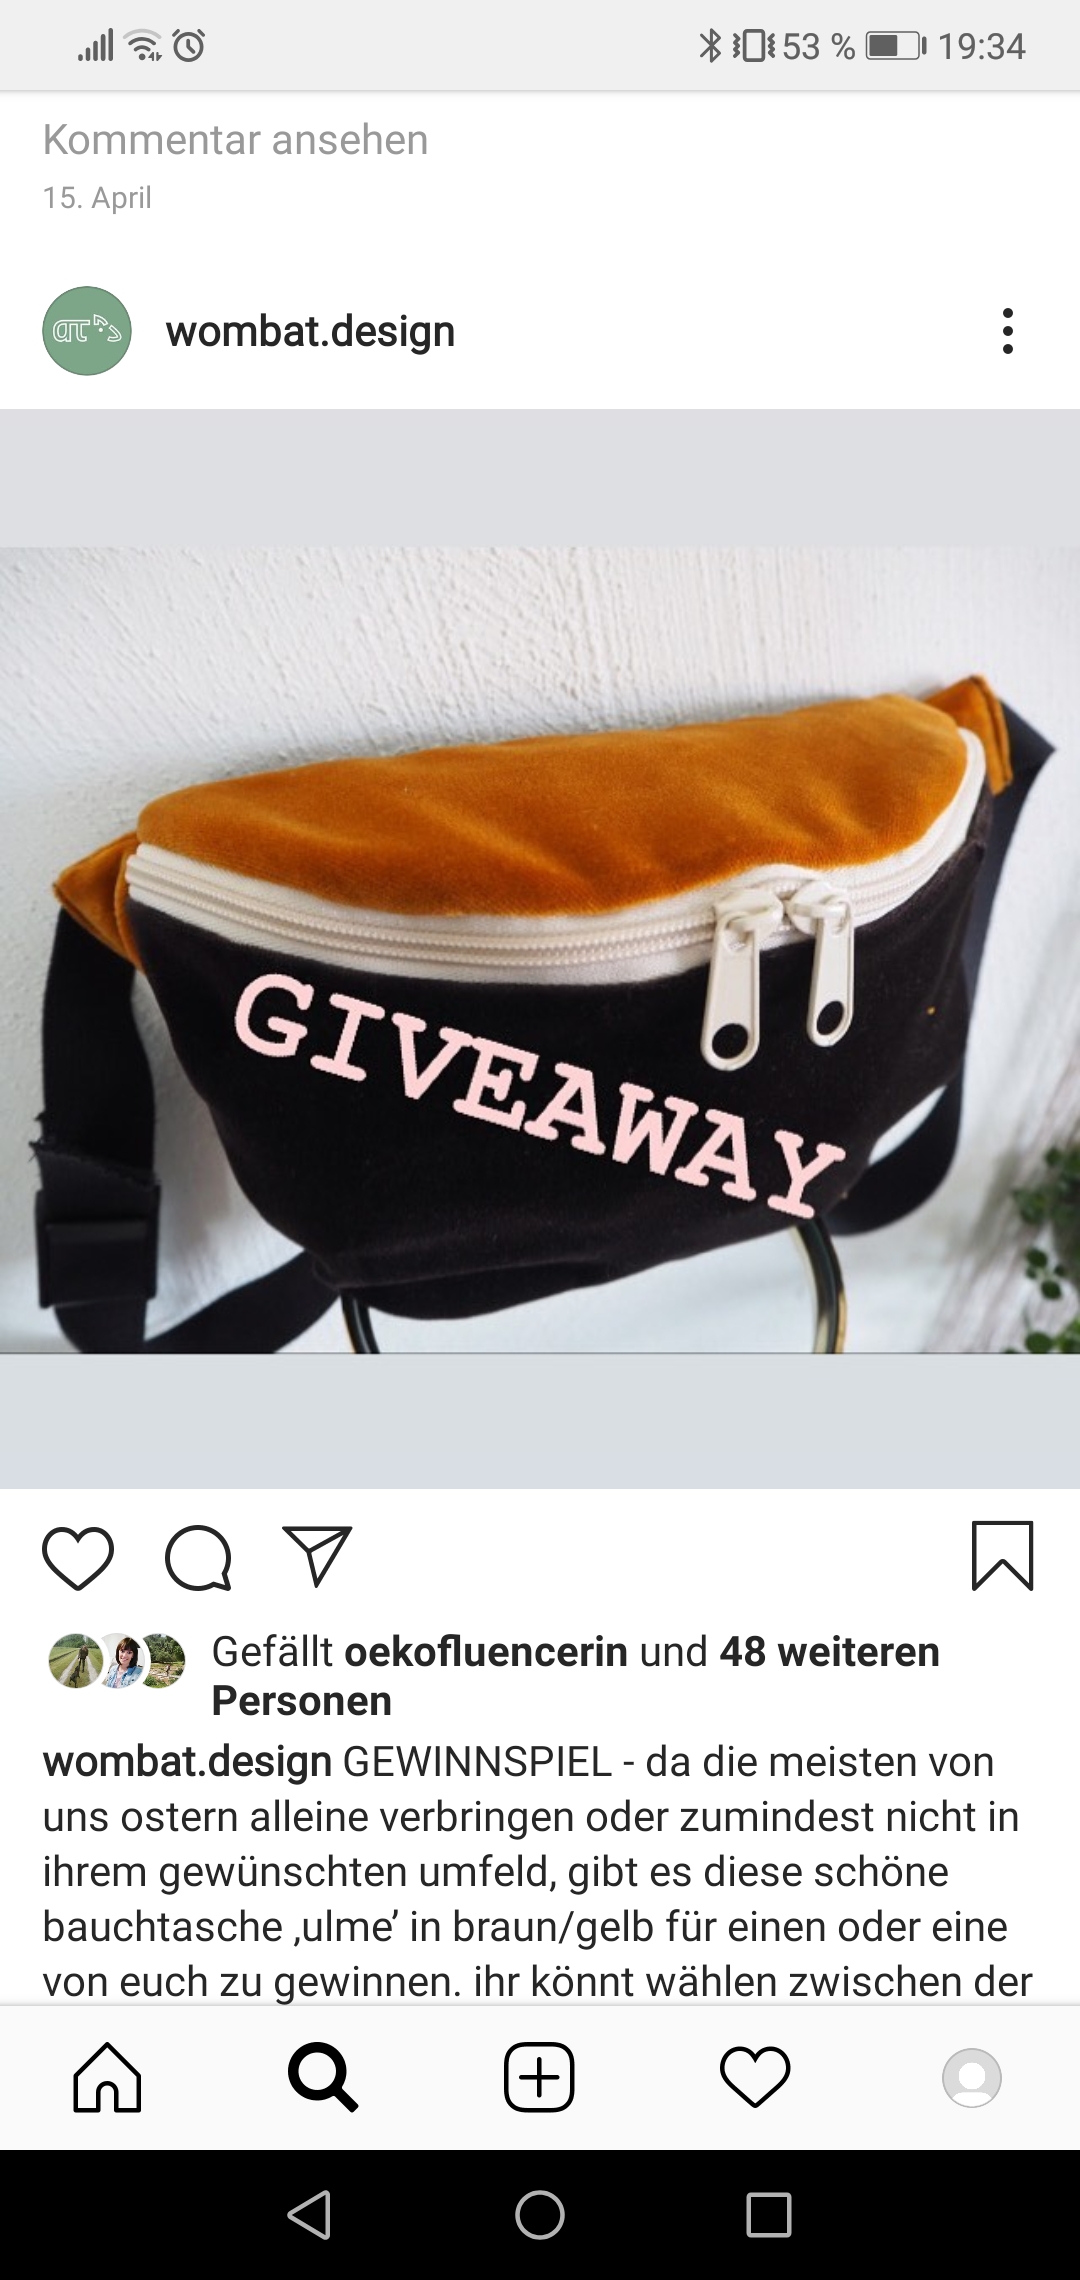 53 % 19:34
Kommentar ansehen
15. April
wombat.design
GIVEAWAY
Gefällt oekofluencerin und 48 weiteren
Personen
wombat.design GEWINNSPIEL - da die meisten von
uns ostern alleine verbringen oder zumindest nicht in
ihrem gewünschten umfeld, gibt es diese schöne
bauchtasche ‚ulme’ in braun/gelb für einen oder eine
von euch zu gewinnen. ihr könnt wählen zwischen der